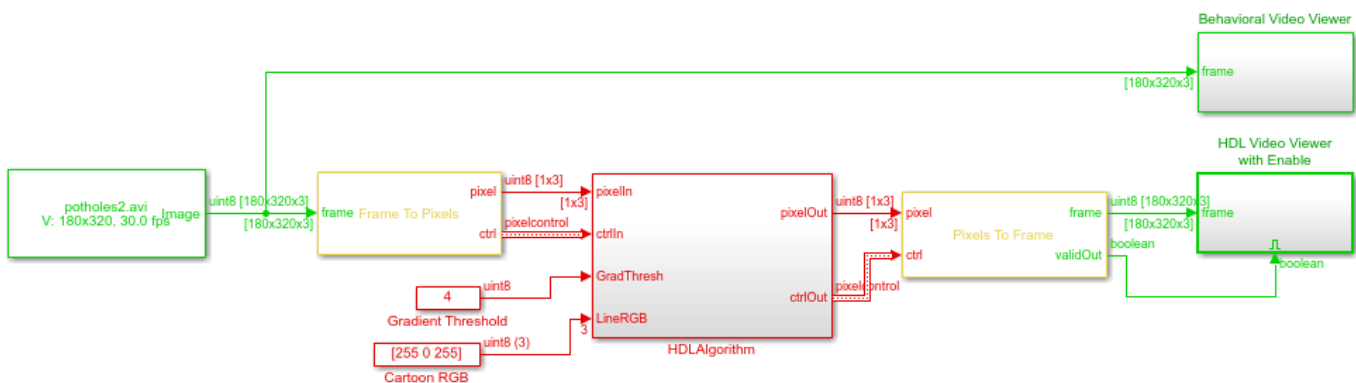 Behavioral Video Viewer
frame
[180x320x3]
HDL Video Viewer
with Enable
potholes2.avi
V: 180x320, 30.0 fps
Image
uint8 [180x320x3]
[180x320x3]
frame
Frame To Pixels
pixel
ctrl
uint8 [1x3]
[1x3]
pixelcontrol
pixelIn
ctrlIn
GradThresh
LineRGB
3
pixelOut
ctrlOut
HDLAlgorithm
4
uint8
Gradient Threshold
[255 0 255]
uint8 (3)
Cartoon RGB
uint8 [1x3]
[1x3]
pixelcontrol
pixel
ctrl
Pixels To Frame
frame
validOut
uint8 [180x320x3]
[180x320x3]
boolean
frame
boolean